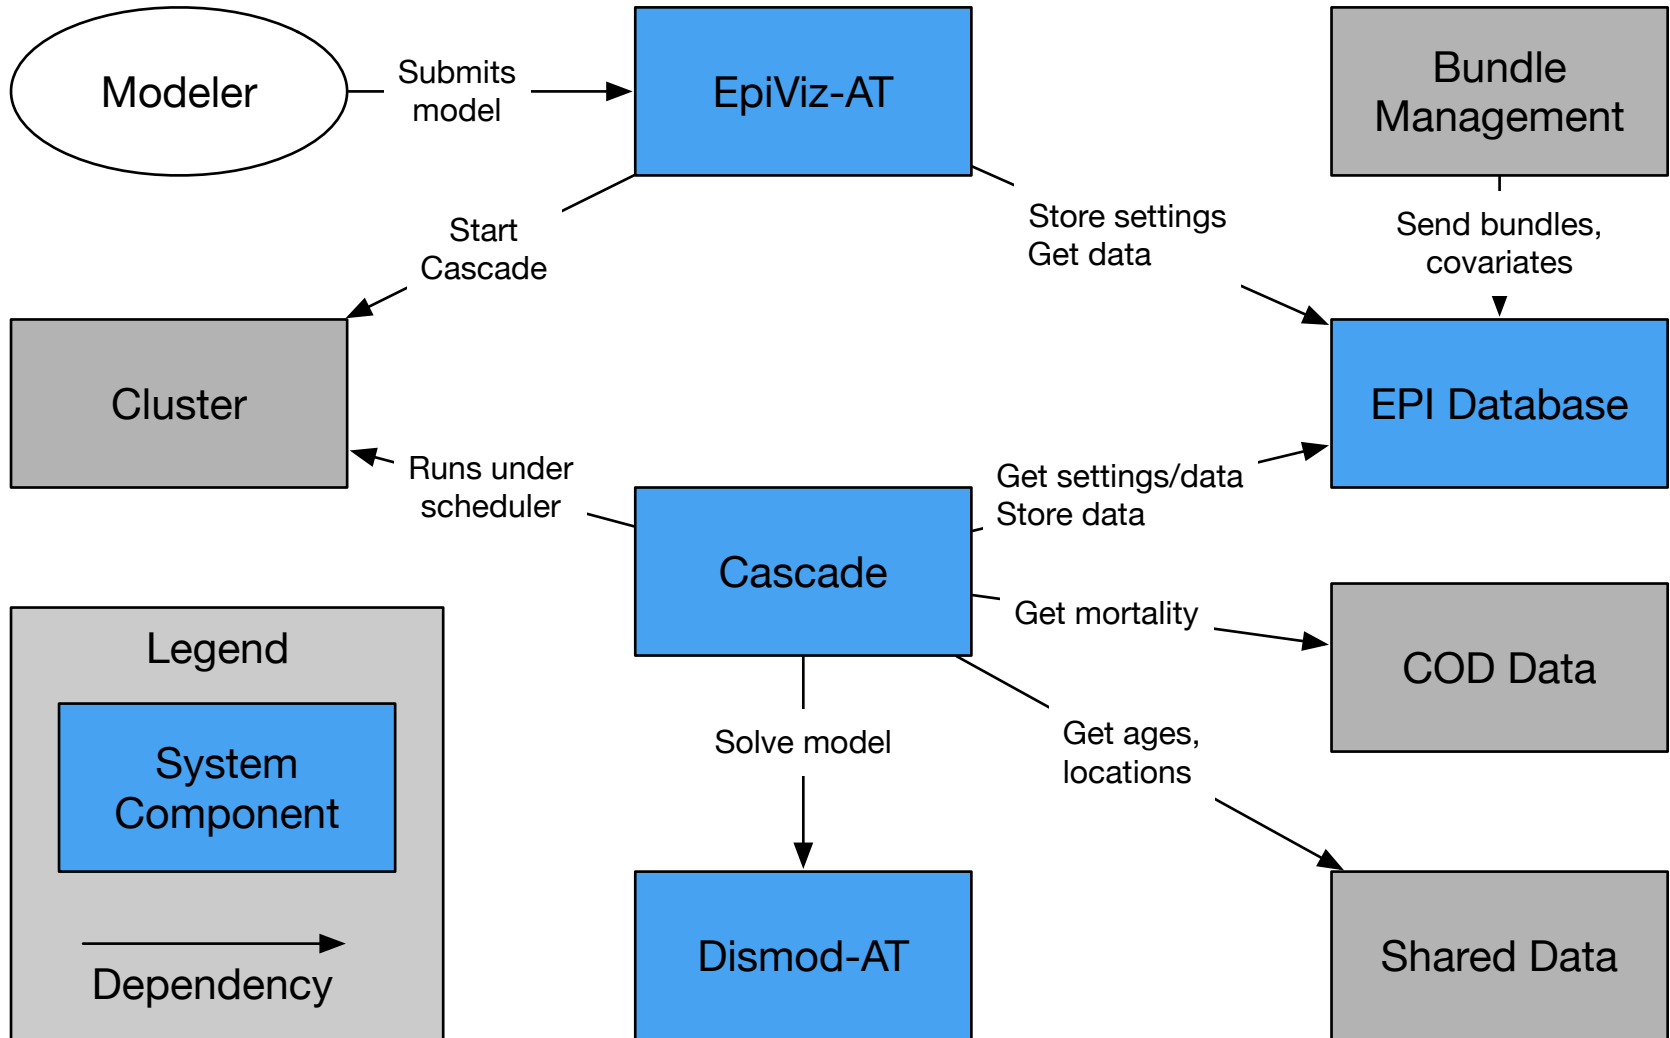 Modeler
Submits
model
EpiViz-AT
Bundle
Management
Start
Cascade
Store settings
Get data
Send bundles,
covariates
Cluster
EPI Database
Runs under
scheduler
Get settings/data
Store data
Cascade
Get mortality
COD Data
Legend
System
Component
Dependency
Solve model
Get ages,
locations
Dismod-AT
Shared Data